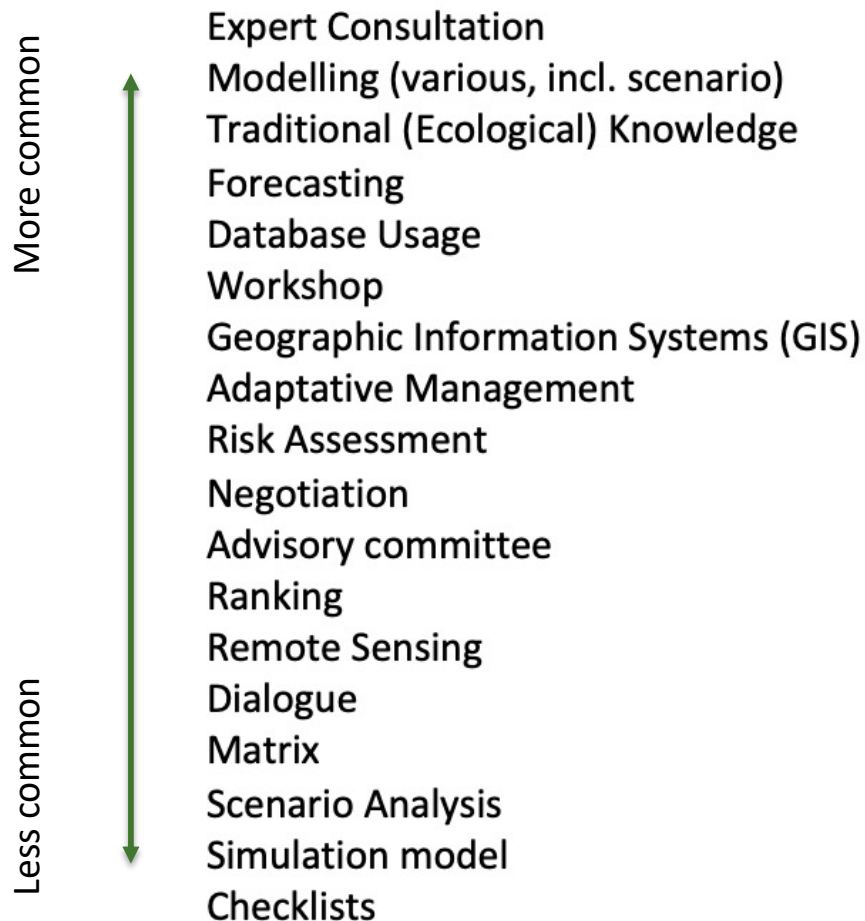 More common
Less common
Expert Consultation
Modelling (various, incl. scenario)
Traditional (Ecological) Knowledge
Forecasting
Database Usage
Workshop
Geographic Information Systems (GIS)
Adaptative Management
Risk Assessment
Negotiation
Advisory committee
Ranking
Remote Sensing
Dialogue
Matrix
Scenario Analysis
Simulation model
Checklists